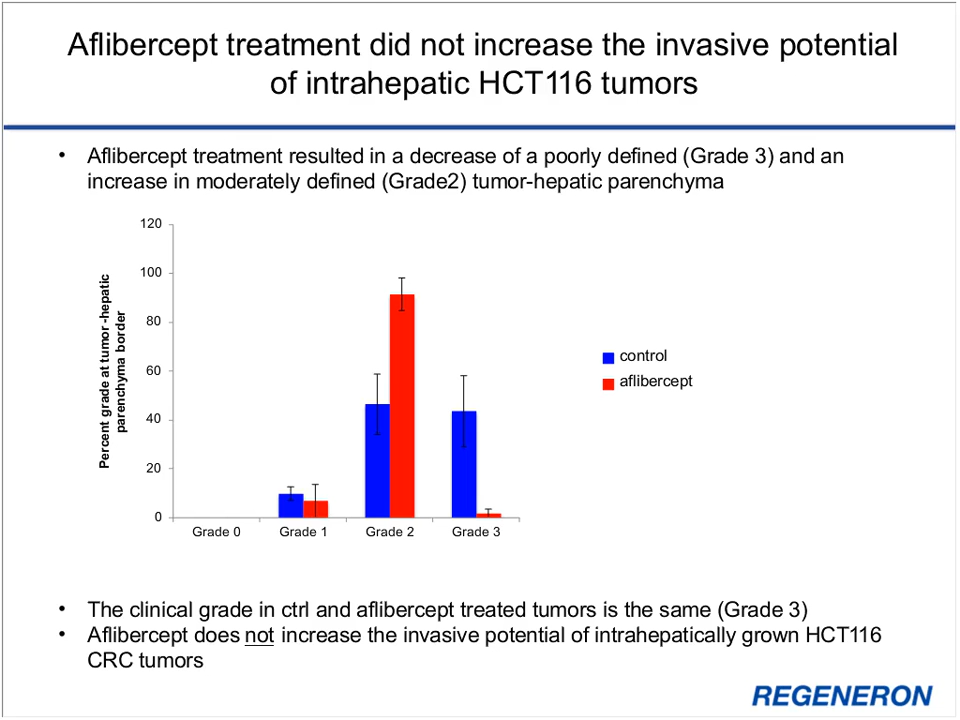 Aflibercept treatment did not increase the invasive potential
of intrahepatic HCT116 tumors
• Aflibercept treatment resulted in a decrease of a poorly defined (Grade 3) and an
increase in moderately defined (Grade2) tumor-hepatic parenchyma
120
100
80
60
40
20
0
Percent grade at tumor -hepatic
parenchyma border
Grade 0 Grade 1 Grade 2 Grade 3
control
aflibercept
• The clinical grade in ctrl and aflibercept treated tumors is the same (Grade 3)
• Aflibercept does not increase the invasive potential of intrahepatically grown HCT116
CRC tumors
REGENERON